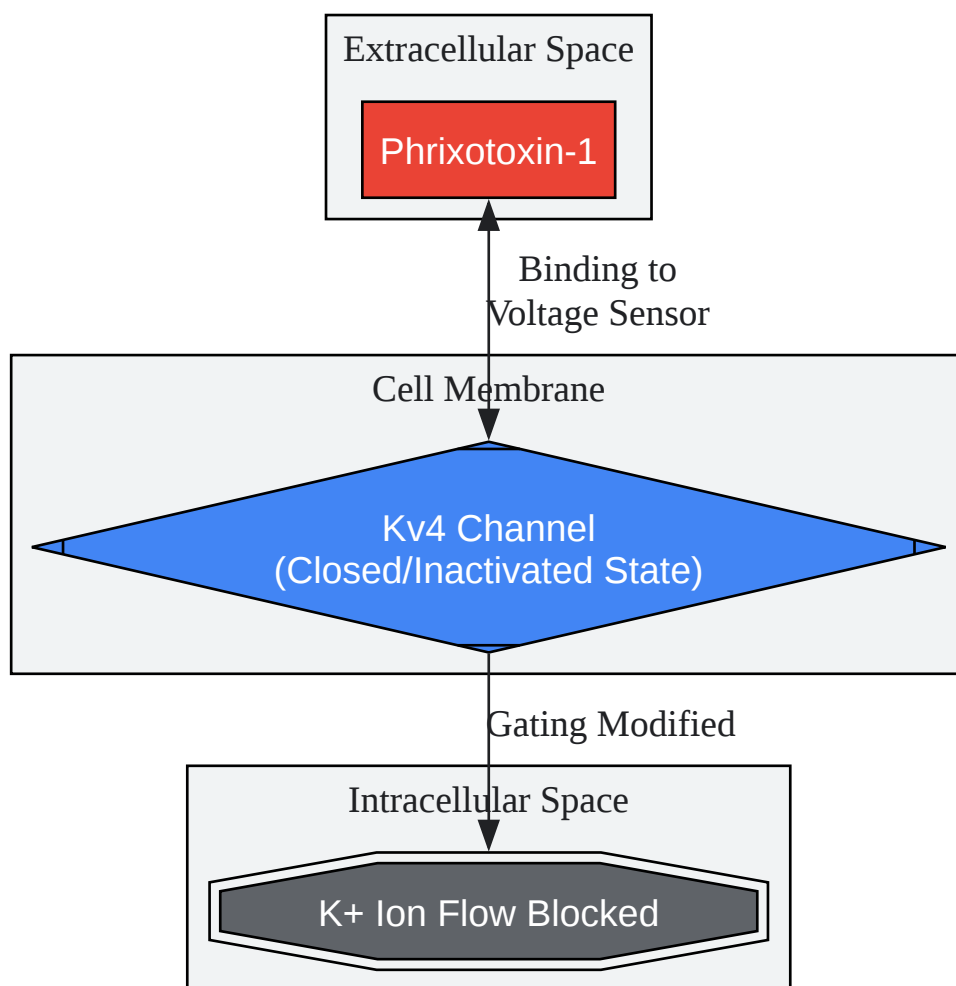 Extracellular Space
Phrixotoxin-1
Binding to
Voltage Sensor
Cell Membrane
Kv4 Channel
(Closed/Inactivated State)
Gating Modified
Intracellular Space
K+ Ion Flow Blocked